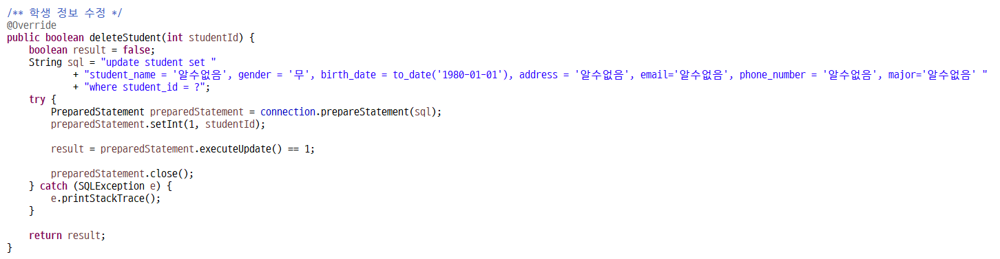 /** 학생 정보 수정 */
@Override
public boolean deleteStudent(int studentId) {
    boolean result = false;
    String sql = "update student set "
            + "student_name = '알수없음', gender = '무', birth_date = to_date('1980-01-01'), address = '알수없음', email='알수없음', phone_number = '알수없음', major='알수없음' "
            + "where student_id = ?";
    try {
        PreparedStatement preparedStatement = connection.prepareStatement(sql);
        preparedStatement.setInt(1, studentId);

        result = preparedStatement.executeUpdate() == 1;

        preparedStatement.close();
    } catch (SQLException e) {
        e.printStackTrace();
    }

    return result;
}